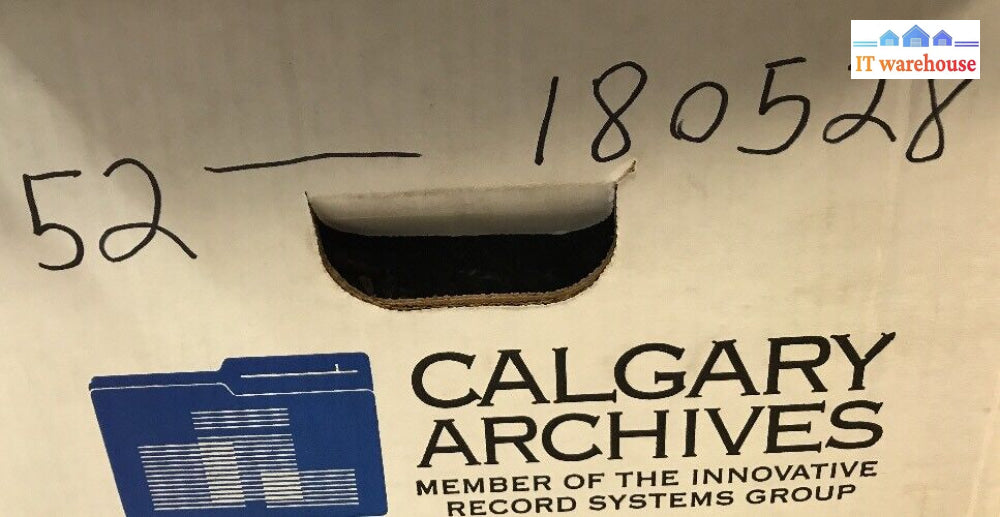 IT warehouse
52 — 180528
CALGARY
ARCHIVES
MEMBER OF THE INNOVATIVE
RECORD SYSTEMS GROUP